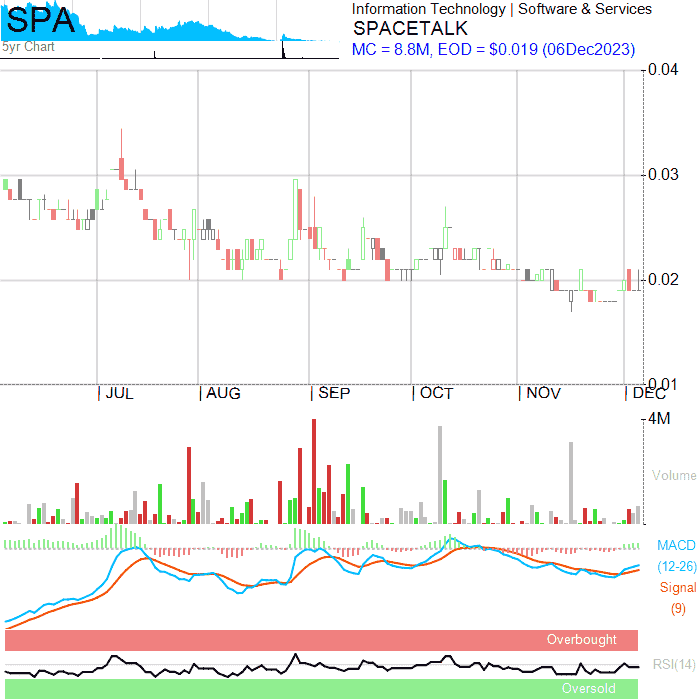 SPA
5yr Chart
Information Technology | Software & Services
SPACETALK
MC = 8.8M, EOD = $0.019 (06Dec2023)
0.04
0.03
0.02
0.01
JUL
AUG
SEP
OCT
NOV
DEC
4M
Volume
MACD
(12-26)
Signal
(9)
Overbought
RSI(14)
Oversold